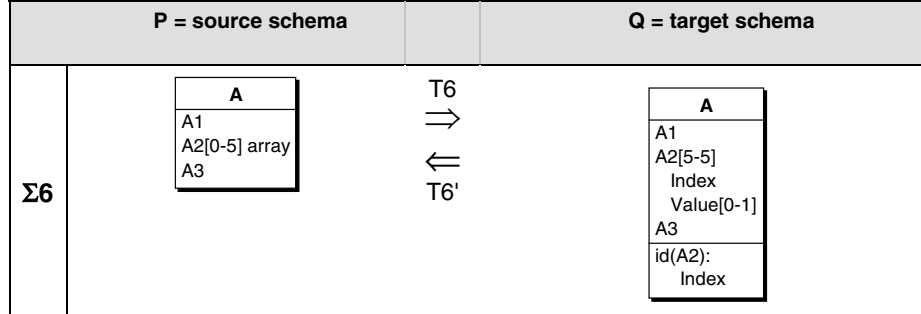 P = source schema
Q = target schema
Σ6
A
A1
A2[0-5] array
A3
T6
⇒
⇐
T6'
A
A1
A2[5-5]
Index
Value[0-1]
A3
id(A2):
Index